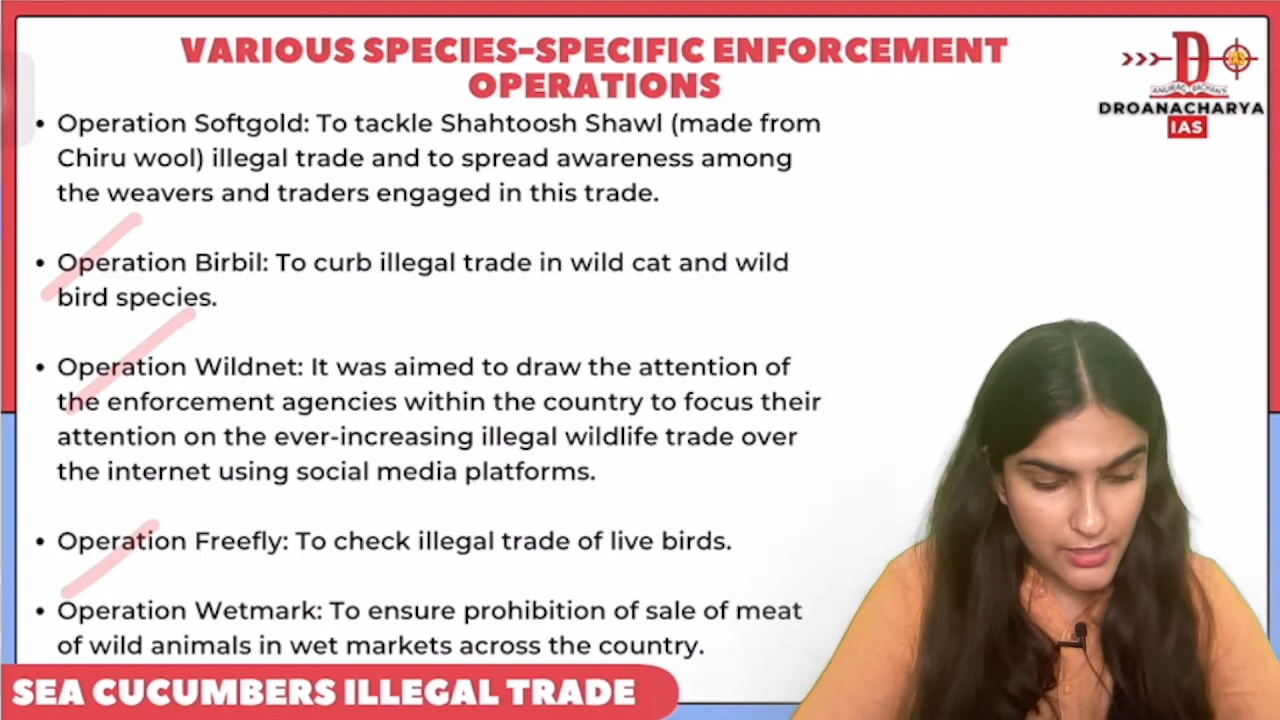 VARIOUS SPECIES-SPECIFIC ENFORCEMENT
OPERATIONS
D
IAS
ANURAG BACHAN'S
DROANACHARYA
IAS
• Operation Softgold: To tackle Shahtoosh Shawl (made from
Chiru wool) illegal trade and to spread awareness among
the weavers and traders engaged in this trade.
• Operation Birbil: To curb illegal trade in wild cat and wild
bird species.
• Operation Wildnet: It was aimed to draw the attention of
the enforcement agencies within the country to focus their
attention on the ever-increasing illegal wildlife trade over
the internet using social media platforms.
• Operation Freefly: To check illegal trade of live birds.
• Operation Wetmark: To ensure prohibition of sale of meat
of wild animals in wet markets across the country.
SEA CUCUMBERS ILLEGAL TRADE